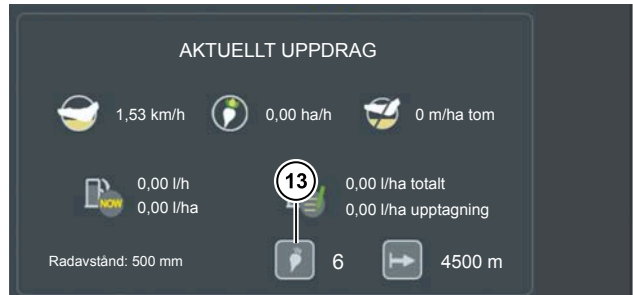 AKTUELLT UPPDRAG
1,53 km/h 0,00 ha/h 0 m/ha tom
NOW 0,00 l/h 13 0,00 l/ha totalt
0,00 l/ha 0,00 l/ha upptagning
Radavstånd: 500 mm 6 4500 m